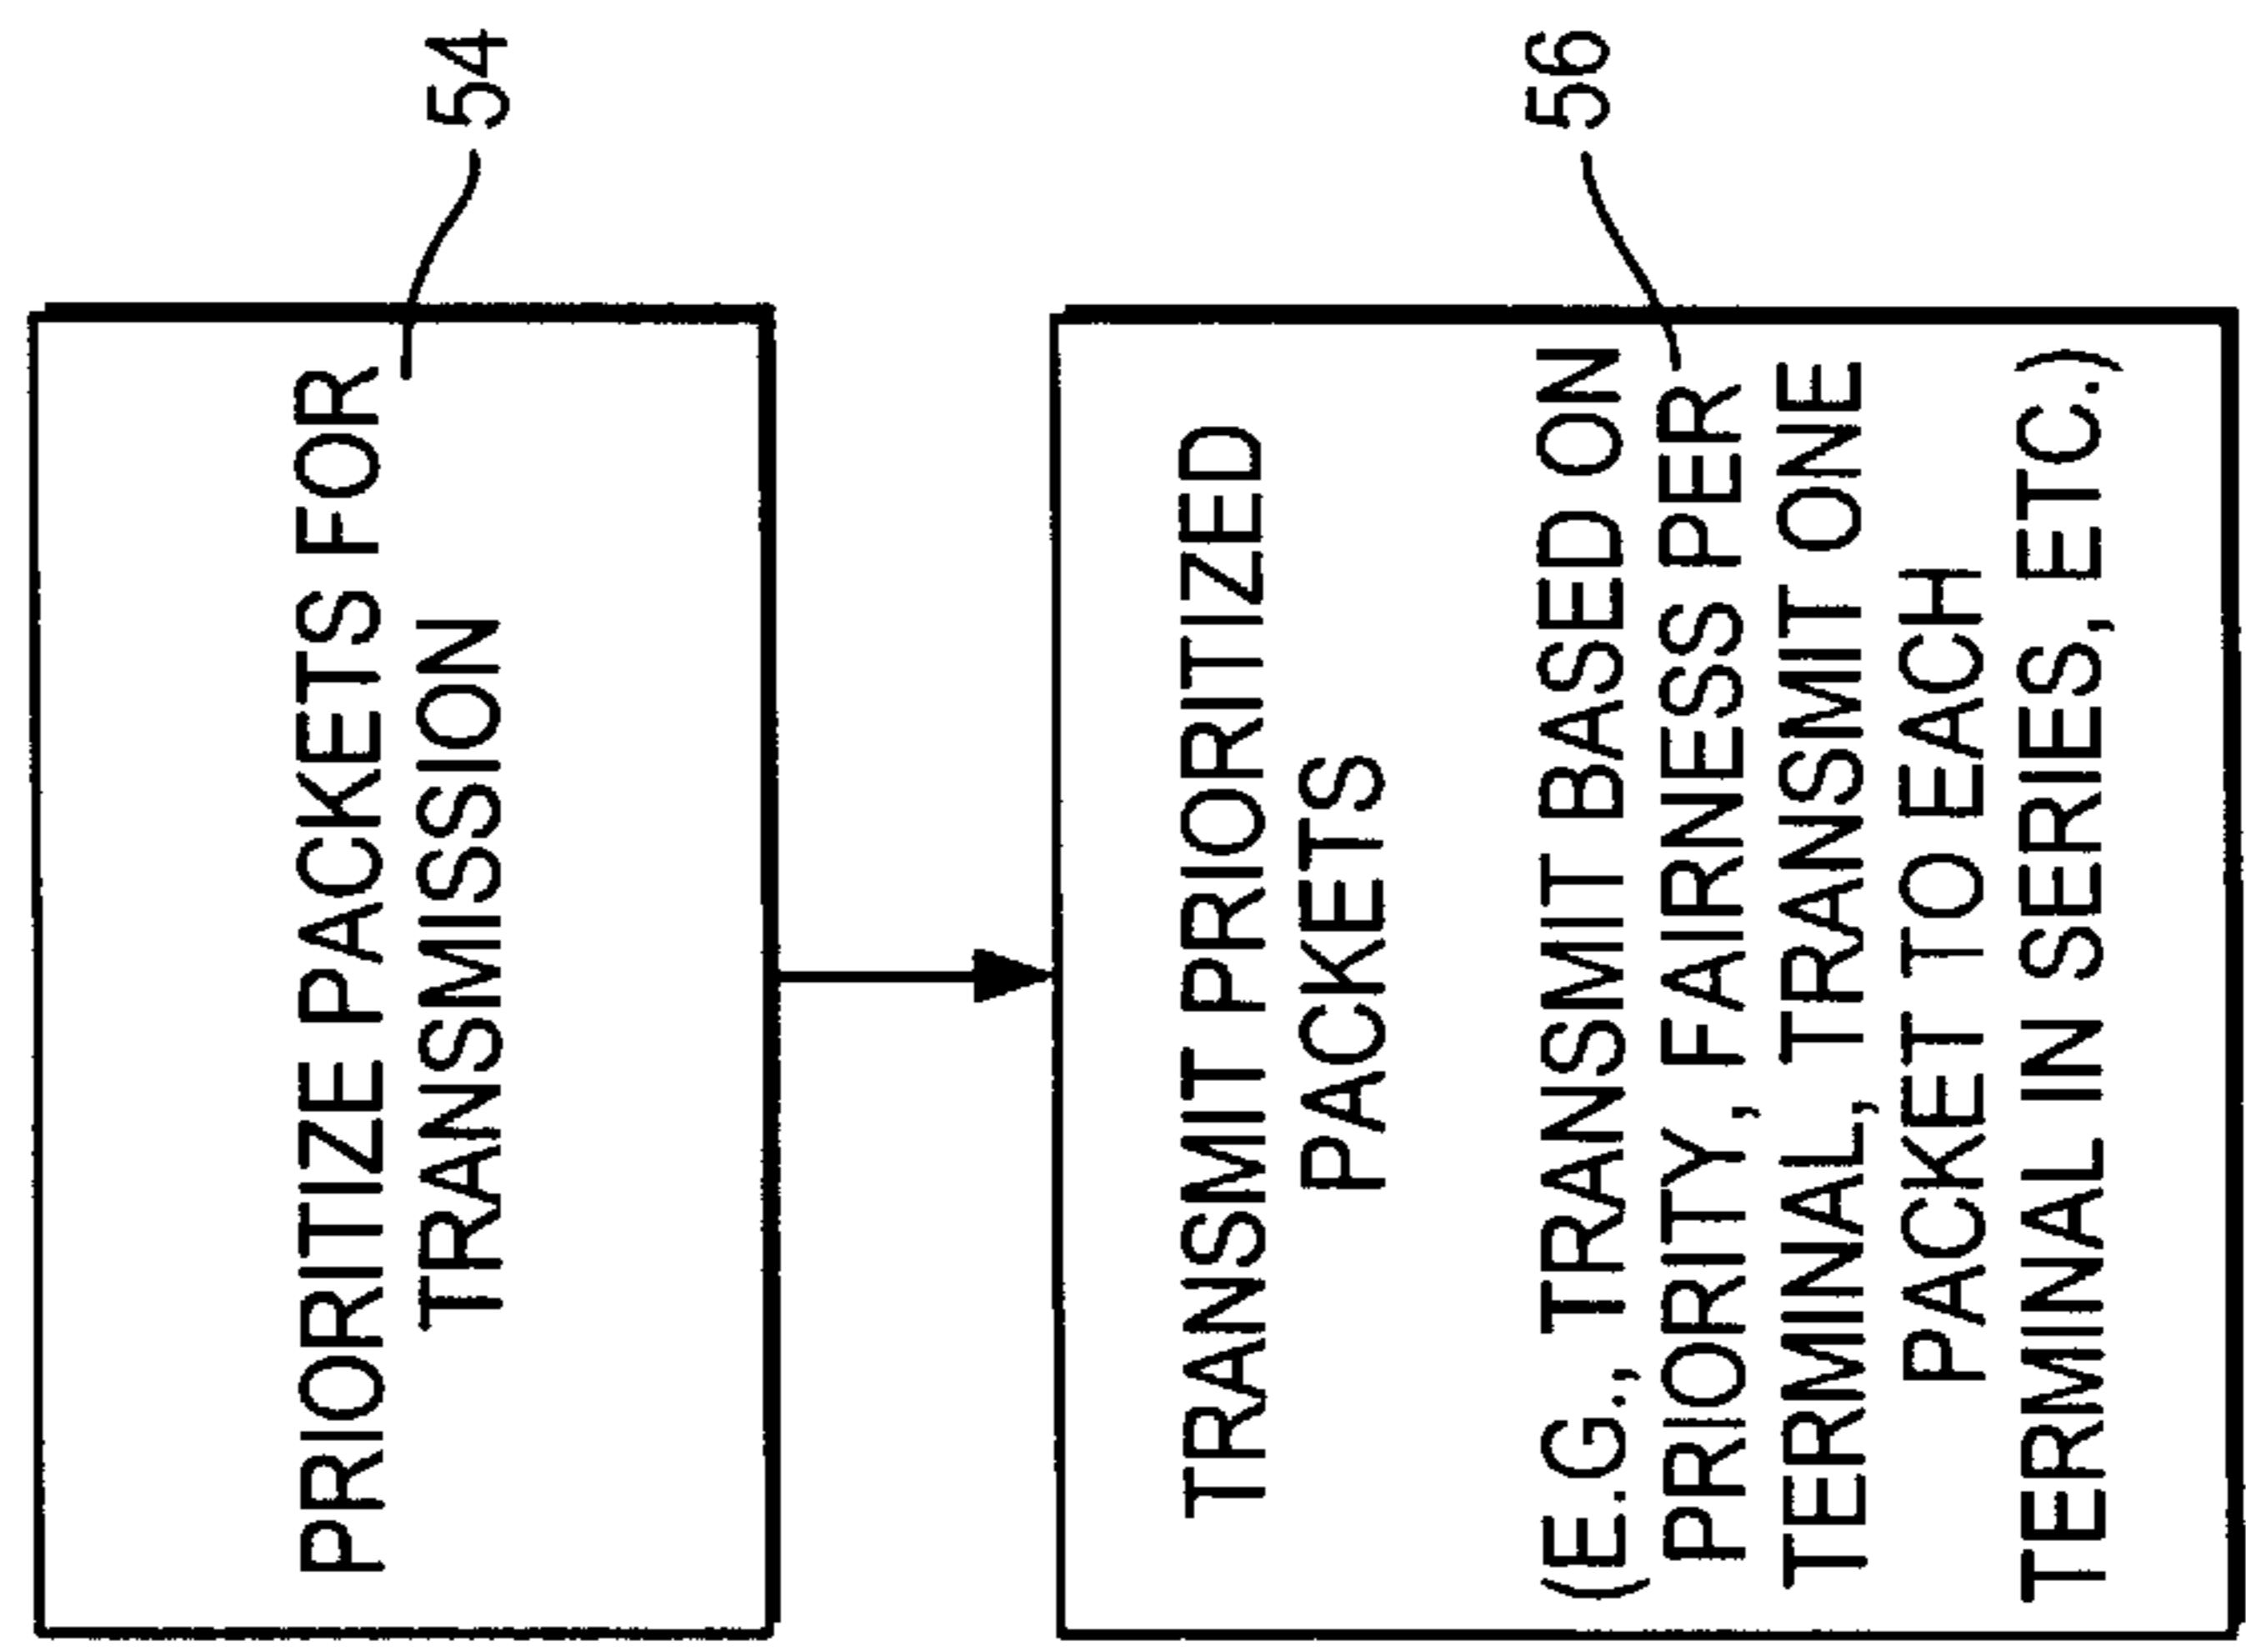 PRIORITIZE PACKETS FOR
TRANSMISSION
54
TRANSMIT PRIORITIZED
PACKETS
(E.G., TRANSMIT BASED ON
PRIORITY, FAIRNESS PER
TERMINAL, TRANSMIT ONE
PACKET TO EACH
TERMINAL IN SERIES, ETC.)
56